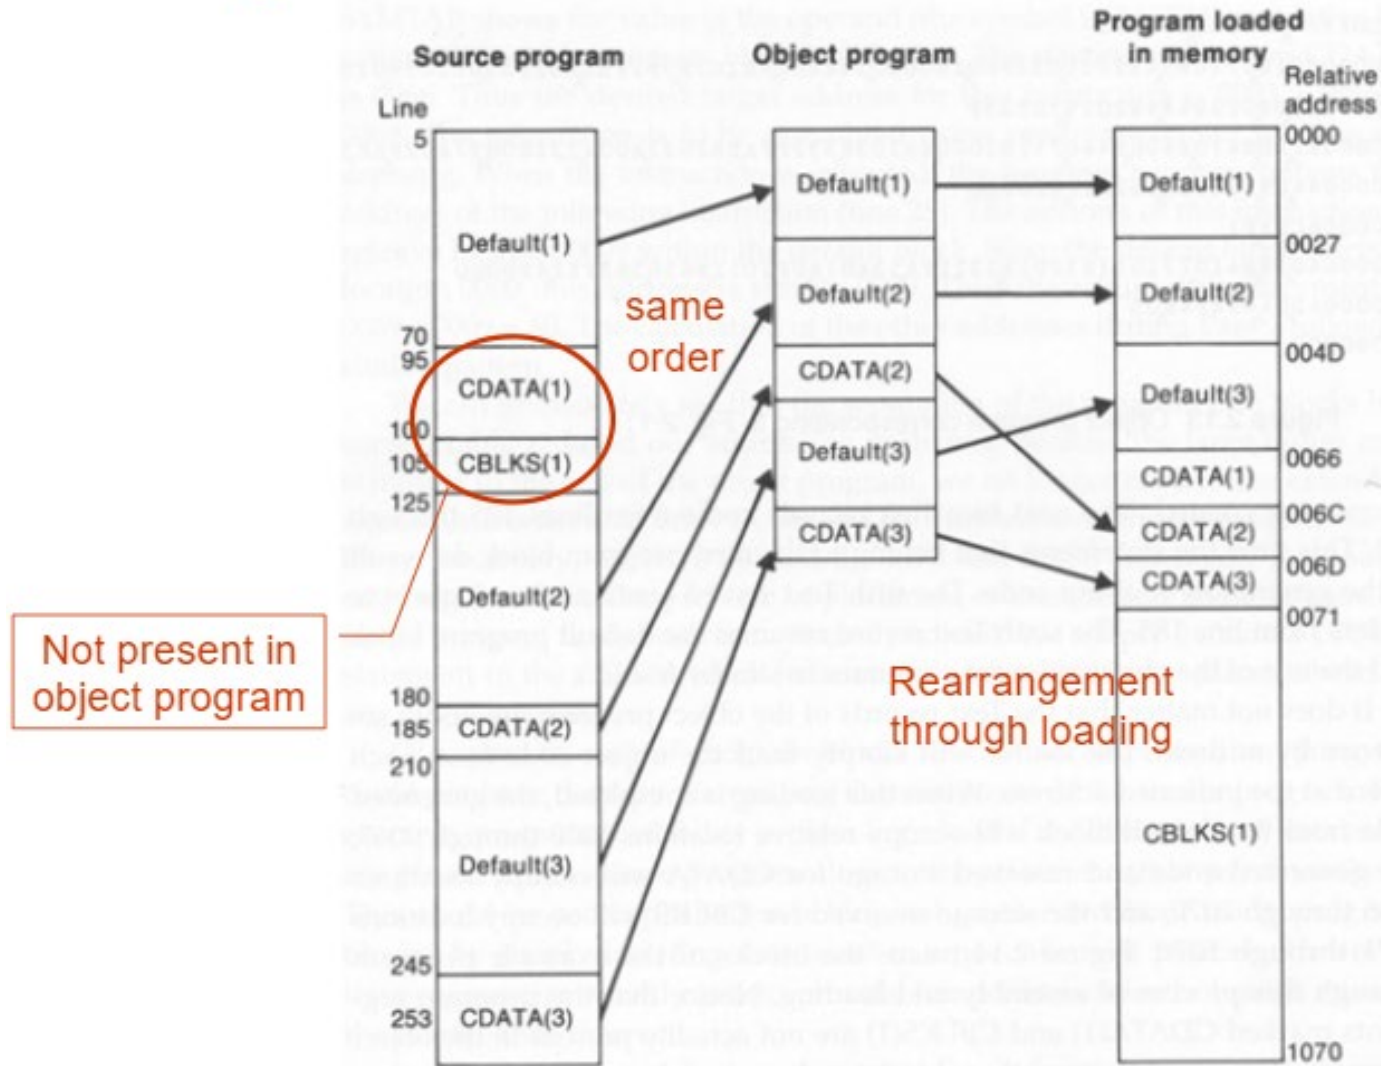 Source program
Object program
Program loaded
in memory
Relative
address
Line
5
Default(1)
70
95
CDATA(1)
100
105
CBLKS(1)
125
Default(2)
180
185
CDATA(2)
210
Default(3)
245
253
CDATA(3)
same
order
Not present in
object program
Default(1)
Default(2)
CDATA(2)
Default(3)
CDATA(3)
Rearrangement
through loading
0000
Default(1)
0027
Default(2)
004D
Default(3)
0066
CDATA(1)
006C
CDATA(2)
006D
CDATA(3)
0071
CBLKS(1)
1070